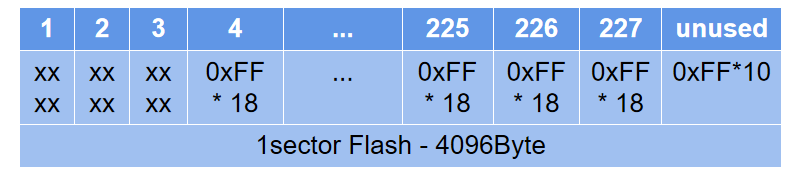 1 2 3 4 ... 225 226 227 unused
xx xx xx 0xFF ... 0xFF 0xFF 0xFF 0xFF*10
xx xx xx * 18 * 18 * 18 * 18
1sector Flash - 4096Byte